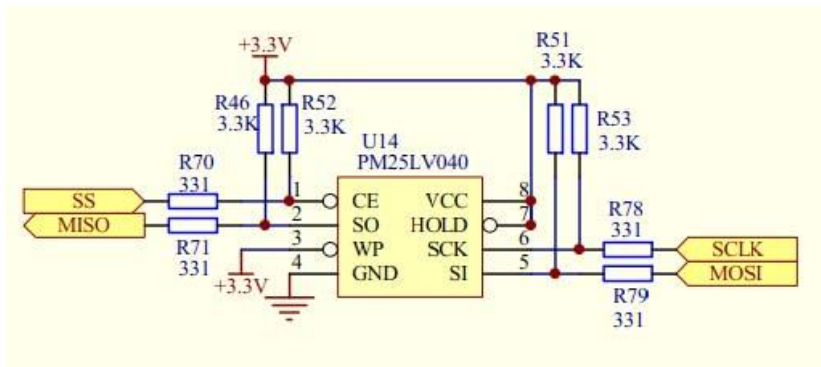 +3.3V
R51
3.3K
R46
3.3K
R52
3.3K
R53
3.3K
U14
PM25LV040
R70
331
SS
MISO
R71
331
1
2
3
4
CE
SO
WP
GND
VCC
HOLD
SCK
SI
8
7
6
5
+3.3V
R78
331
SCLK
MOSI
R79
331